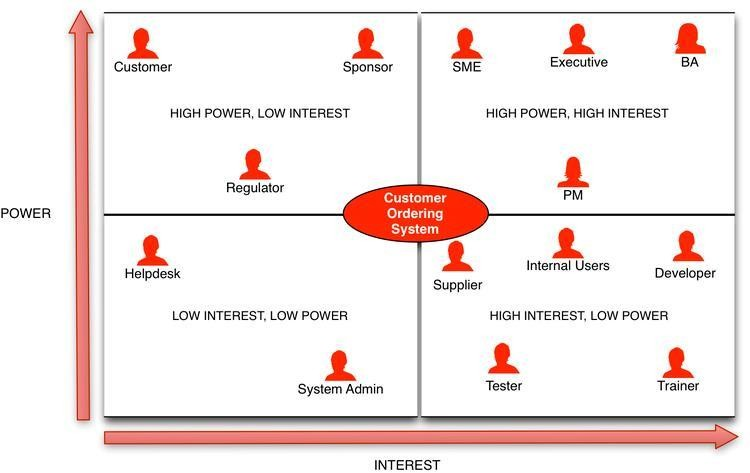 Customer
Sponsor
SME
Executive
BA
HIGH POWER, LOW INTEREST
HIGH POWER, HIGH INTEREST
Regulator
PM
POWER
Customer
Ordering
System
Helpdesk
Supplier
Internal Users
Developer
LOW INTEREST, LOW POWER
HIGH INTEREST, LOW POWER
System Admin
Tester
Trainer
INTEREST